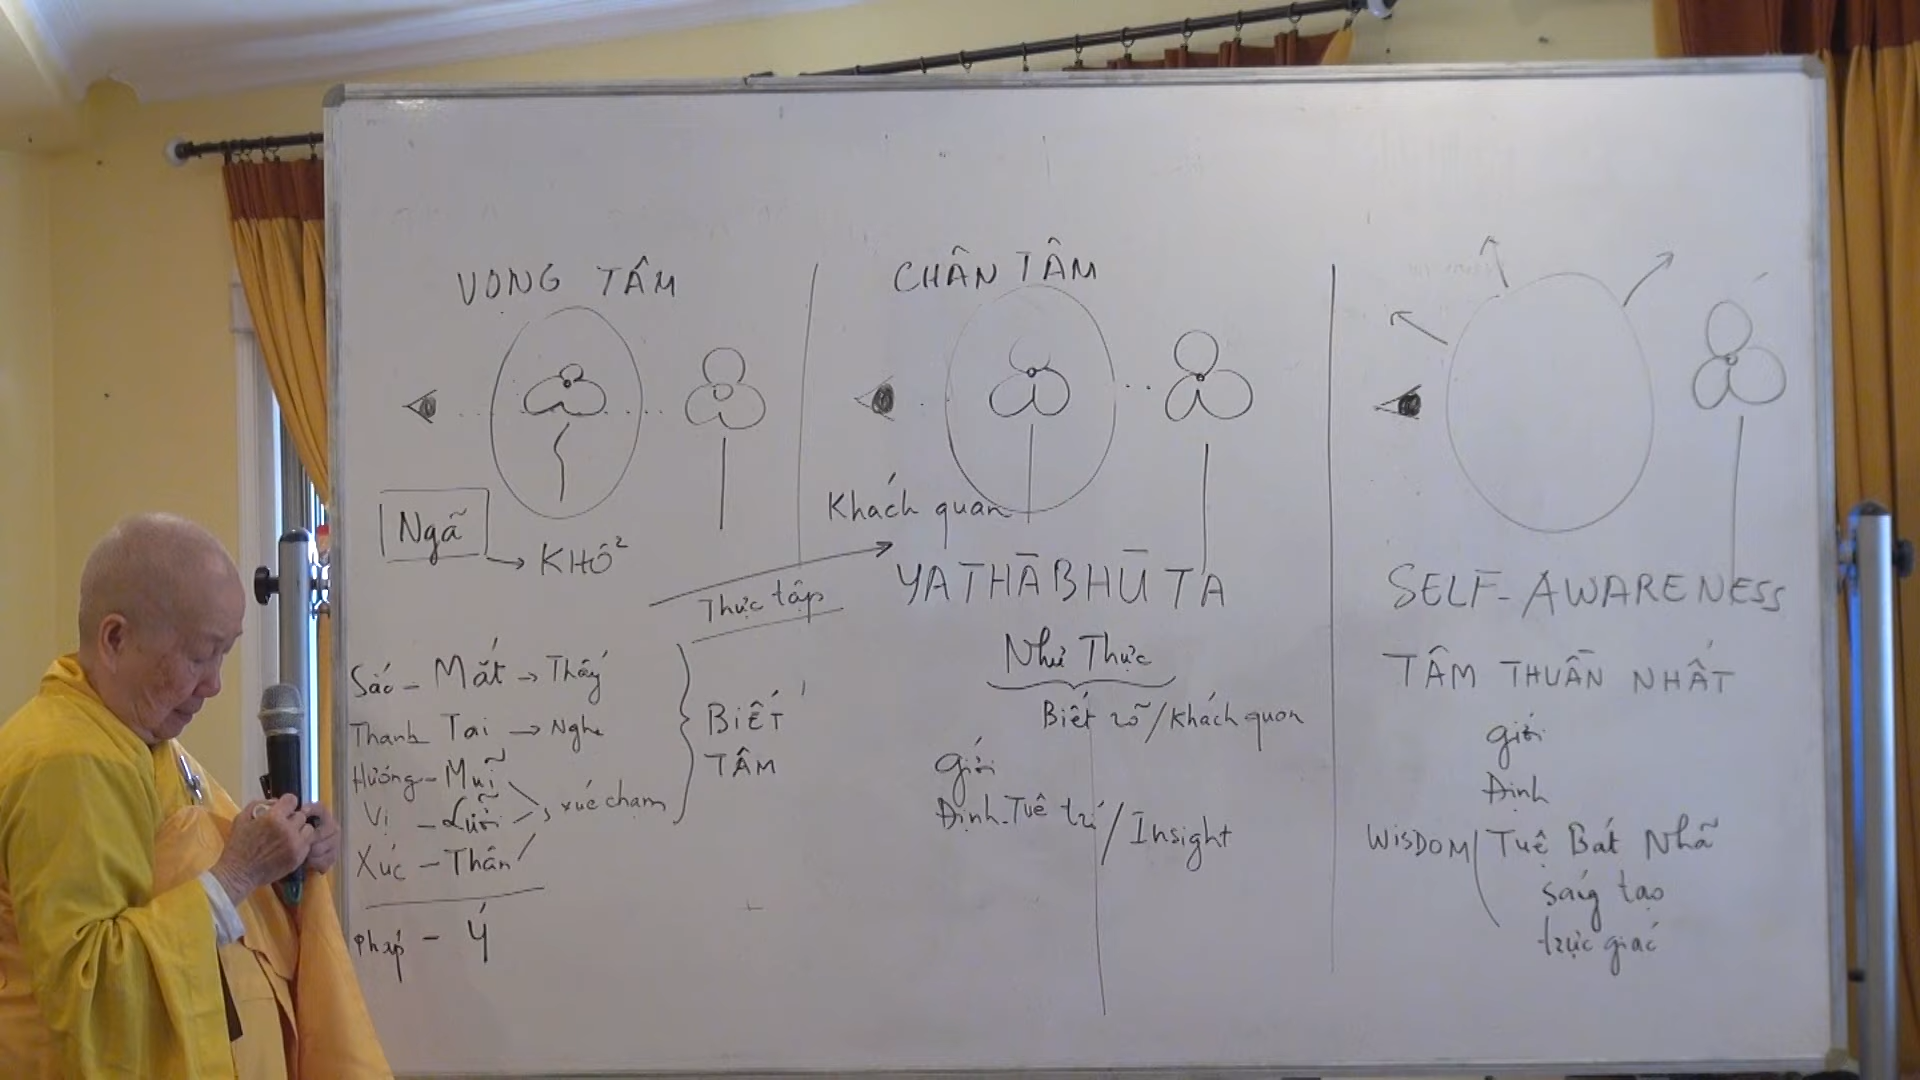 VỌNG TÂM
Ngã
→ KHỔ²
Sắc - Mắt → Thấy
Thanh Tai → Nghe
Hương - Mũi
Vị - Lưỡi
xúc chạm
Xúc - Thân
Pháp - Ý
BIẾT
TÂM
Thực tập
CHÂN TÂM
Khách quan
YATHĀBHŪTA
Như Thực
Biết rõ / Khách quan
Giới
Định - Tuệ trí / Insight
SELF-AWARENESS
TÂM THUẦN NHẤT
Giới
Định
WISDOM Tuệ Bát Nhã
sáng tạo
trực giác